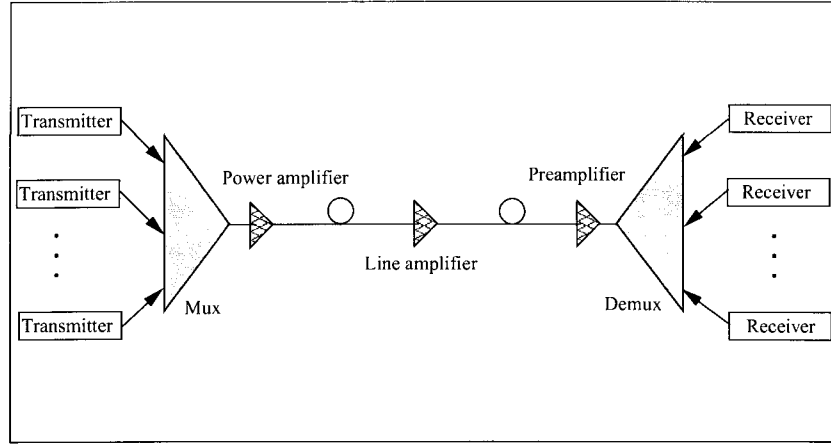 Transmitter
Receiver
Power amplifier
Preamplifier
Transmitter
Receiver
Line amplifier
Mux
Demux
Transmitter
Receiver